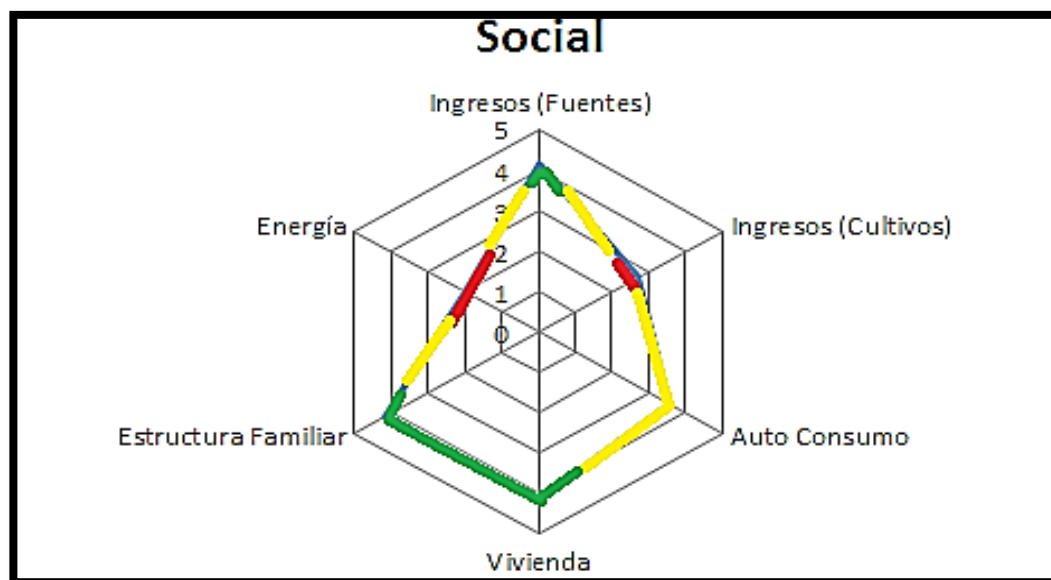 Social
Ingresos (Fuentes)
5
4
3
2
1
0
Energía
Ingresos (Cultivos)
Estructura Familiar
Auto Consumo
Vivienda